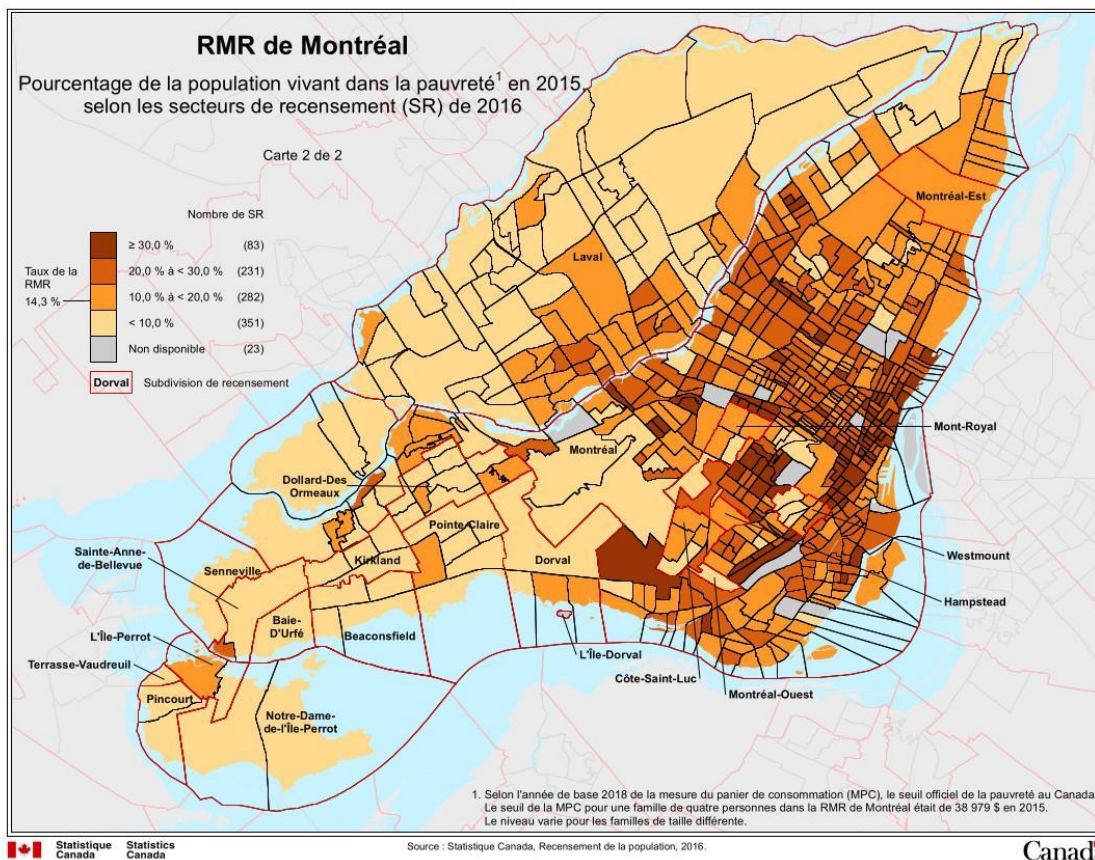 RMR de Montréal
Pourcentage de la population vivant dans la pauvreté1 en 2015,
selon les secteurs de recensement (SR) de 2016
Carte 2 de 2
Nombre de SR
≥ 30,0 % (83)
20,0 % à < 30,0 % (231)
10,0 % à < 20,0 % (282)
< 10,0 % (351)
Non disponible (23)
Taux de la
RMR
14,3 %
Dorval Subdivision de recensement
Montréal-Est
Laval
Mont-Royal
Montréal
Dollard-Des
Ormeaux
Pointe-Claire
Sainte-Anne-
de-Bellevue
Senneville
Kirkland
Dorval
Westmount
Hampstead
Baie-
D'Urfé
Beaconsfield
L'Île-Perrot
L'Île-Dorval
Terrasse-Vaudreuil
Côte-Saint-Luc
Montréal-Ouest
Pincourt
Notre-Dame-
de-l'Île-Perrot
1. Selon l'année de base 2018 de la mesure du panier de consommation (MPC), le seuil officiel de la pauvreté au Canada.
Le seuil de la MPC pour une famille de quatre personnes dans la RMR de Montréal était de 38 979 $ en 2015.
Le niveau varie pour les familles de taille différente.
Statistique Statistics
Canada Canada
Source : Statistique Canada, Recensement de la population, 2016.
Canad